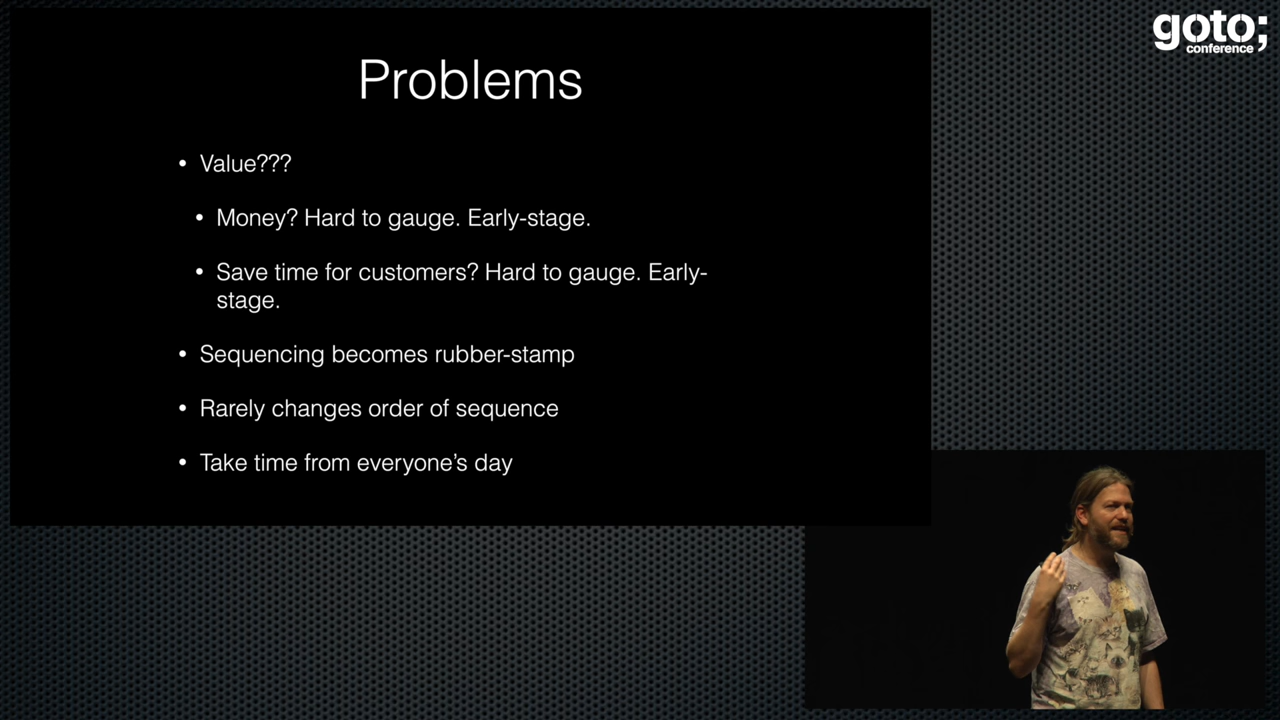 goto;
conference
Problems
• Value???
• Money? Hard to gauge. Early-stage.
• Save time for customers? Hard to gauge. Early-
stage.
• Sequencing becomes rubber-stamp
• Rarely changes order of sequence
• Take time from everyone’s day